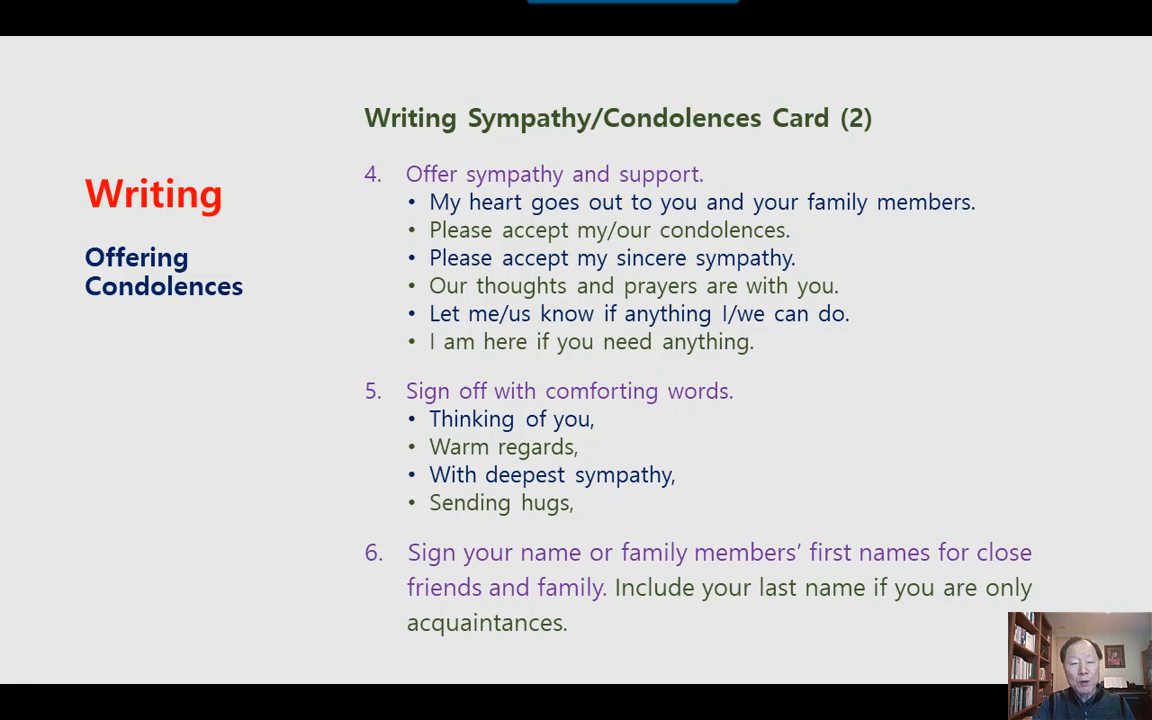 Writing Sympathy/Condolences Card (2)
Writing
Offering
Condolences
4. Offer sympathy and support.
• My heart goes out to you and your family members.
• Please accept my/our condolences.
• Please accept my sincere sympathy.
• Our thoughts and prayers are with you.
• Let me/us know if anything I/we can do.
• I am here if you need anything.
5. Sign off with comforting words.
• Thinking of you,
• Warm regards,
• With deepest sympathy,
• Sending hugs,
6. Sign your name or family members’ first names for close
friends and family. Include your last name if you are only
acquaintances.